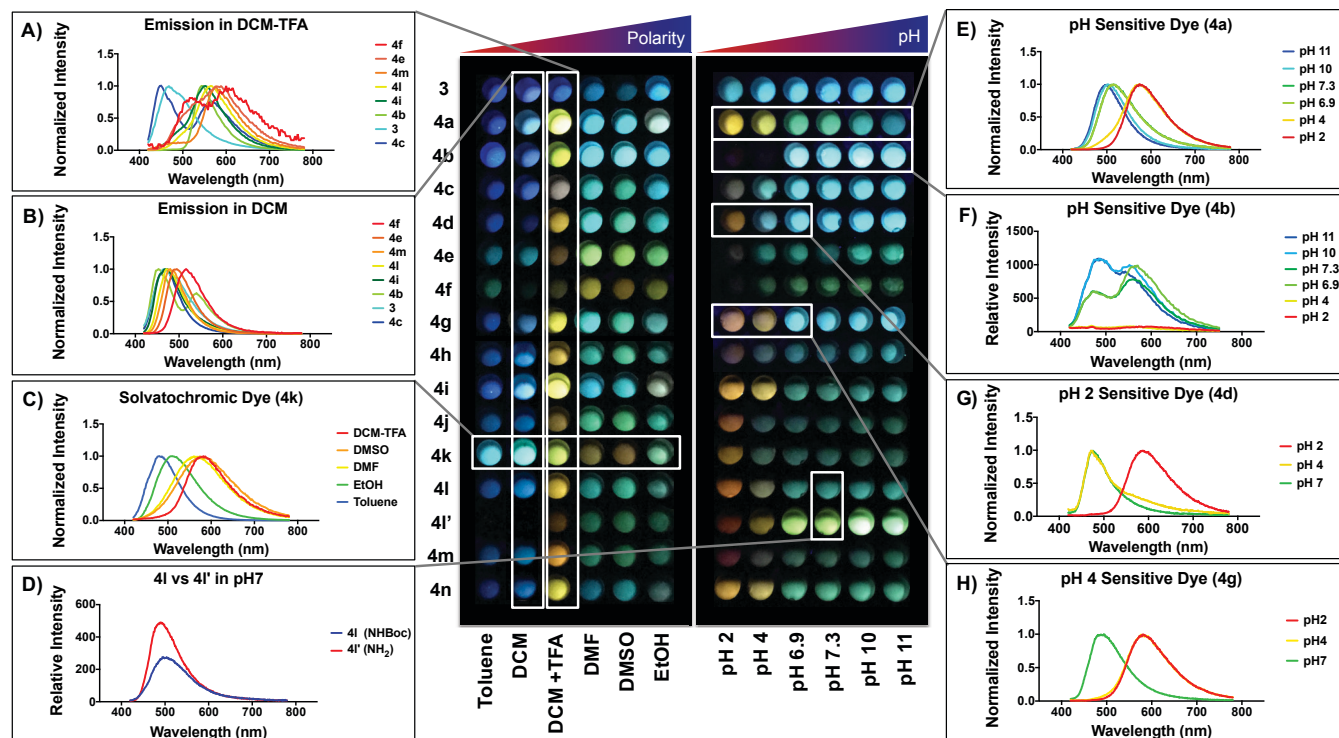 A)
Emission in DCM-TFA
Normalized Intensity
1.5
1.0
0.5
0.0
400 500 600 700 800
Wavelength (nm)
4f
4e
4m
4l
4i
4b
3
4c
B)
Emission in DCM
Normalized Intensity
1.5
1.0
0.5
0.0
400 500 600 700 800
Wavelength (nm)
4f
4e
4m
4l
4i
4b
3
4c
C)
Solvatochromic Dye (4k)
Normalized Intensity
1.5
1.0
0.5
0.0
400 500 600 700 800
Wavelength (nm)
DCM-TFA
DMSO
DMF
EtOH
Toluene
D)
4l vs 4l' in pH7
Relative Intensity
600
400
200
0
400 500 600 700 800
Wavelength (nm)
4l (NHBoc)
4l' (NH₂)
Polarity
pH
3
4a
4b
4c
4d
4e
4f
4g
4h
4i
4j
4k
4l
4l'
4m
4n
Toluene
DCM
DCM +TFA
DMF
DMSO
EtOH
pH 2
pH 4
pH 6.9
pH 7.3
pH 10
pH 11
E)
pH Sensitive Dye (4a)
Normalized Intensity
1.5
1.0
0.5
0.0
400 500 600 700 800
Wavelength (nm)
pH 11
pH 10
pH 7.3
pH 6.9
pH 4
pH 2
F)
pH Sensitive Dye (4b)
Relative Intensity
1500
1000
500
0
400 500 600 700 800
Wavelength (nm)
pH 11
pH 10
pH 7.3
pH 6.9
pH 4
pH 2
G)
pH 2 Sensitive Dye (4d)
Normalized Intensity
1.5
1.0
0.5
0.0
400 500 600 700 800
Wavelength (nm)
pH 2
pH 4
pH 7
H)
pH 4 Sensitive Dye (4g)
Normalized Intensity
1.5
1.0
0.5
0.0
400 500 600 700 800
Wavelength (nm)
pH2
pH4
pH7